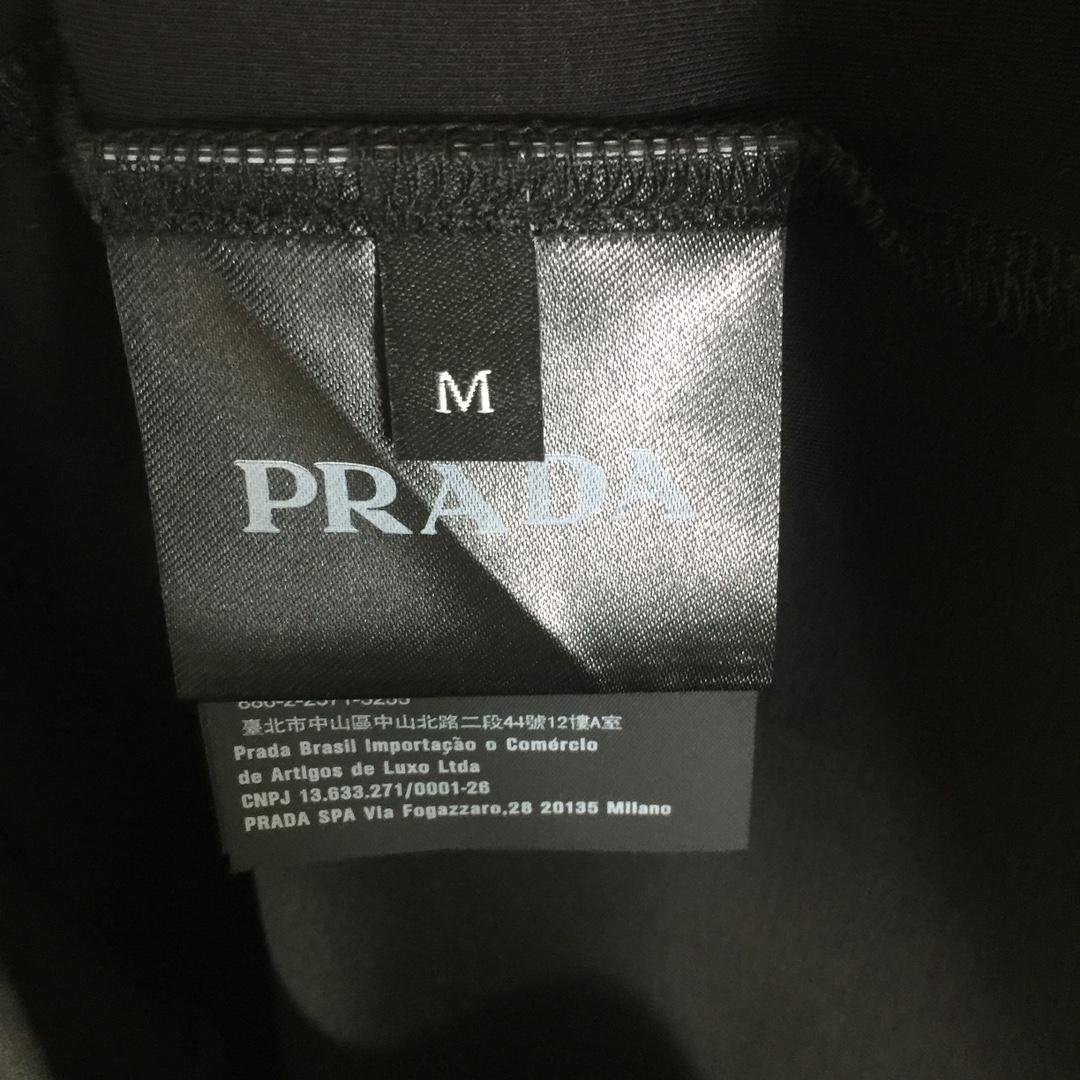 M
PRADA
臺北市中山區中山北路二段44號12樓A室
Prada Brasil Importação o Comércio
de Artigos de Luxo Ltda
CNPJ 13.633.271/0001-26
PRADA SPA Via Fogazzaro,28 20135 Milano